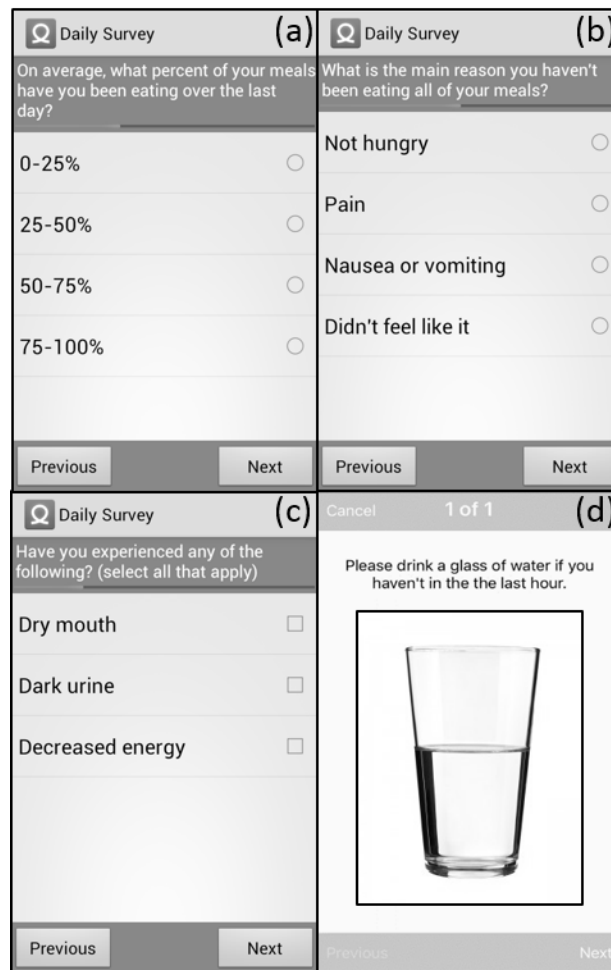 Daily Survey (a)
On average, what percent of your meals
have you been eating over the last
day?
0-25%
25-50%
50-75%
75-100%
Previous Next
Daily Survey (b)
What is the main reason you haven't
been eating all of your meals?
Not hungry
Pain
Nausea or vomiting
Didn't feel like it
Previous Next
Daily Survey (c)
Have you experienced any of the
following? (select all that apply)
Dry mouth
Dark urine
Decreased energy
Previous Next
Cancel 1 of 1 (d)
Please drink a glass of water if you
haven't in the the last hour.
Previous Next